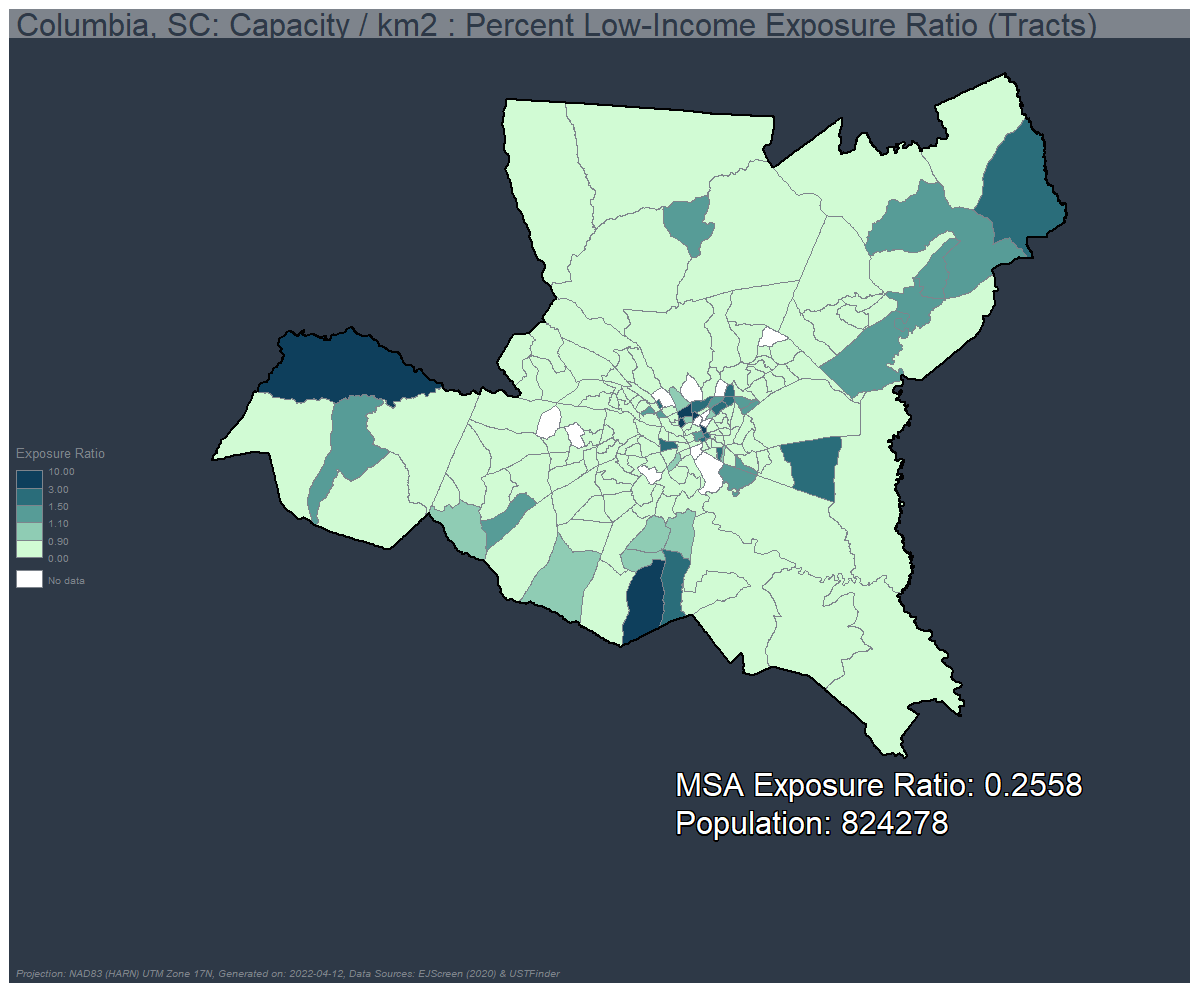 Columbia, SC: Capacity / km2 : Percent Low-Income Exposure Ratio (Tracts)
Exposure Ratio
10.00
3.00
1.50
1.10
0.90
0.00
No data
MSA Exposure Ratio: 0.2558
Population: 824278
Projection: NAD83 (HARN) UTM Zone 17N, Generated on: 2022-04-12, Data Sources: EJScreen (2020) & USTFinder